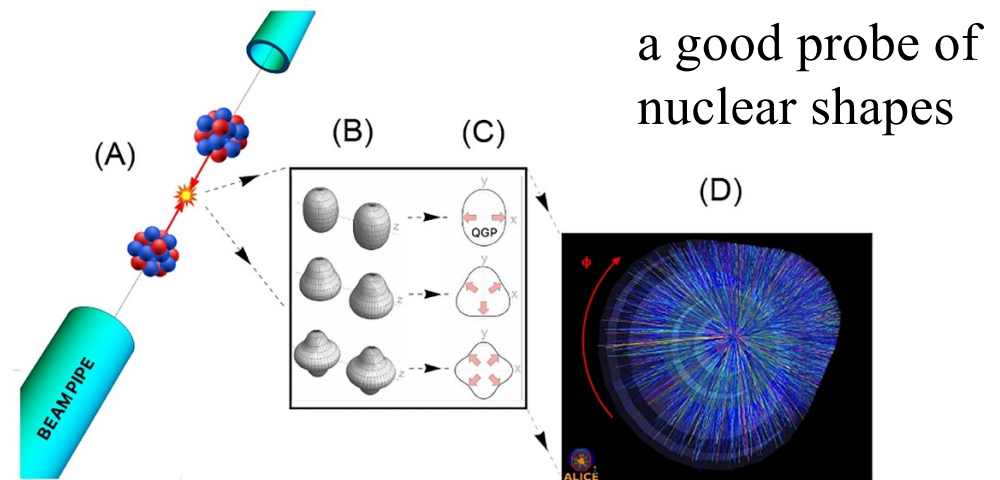 a good probe of
nuclear shapes
(A)
(B)
(C)
(D)
BEAM PIPE
z
y
x
QGP
z
y
x
z
y
x
ϕ
ALICE